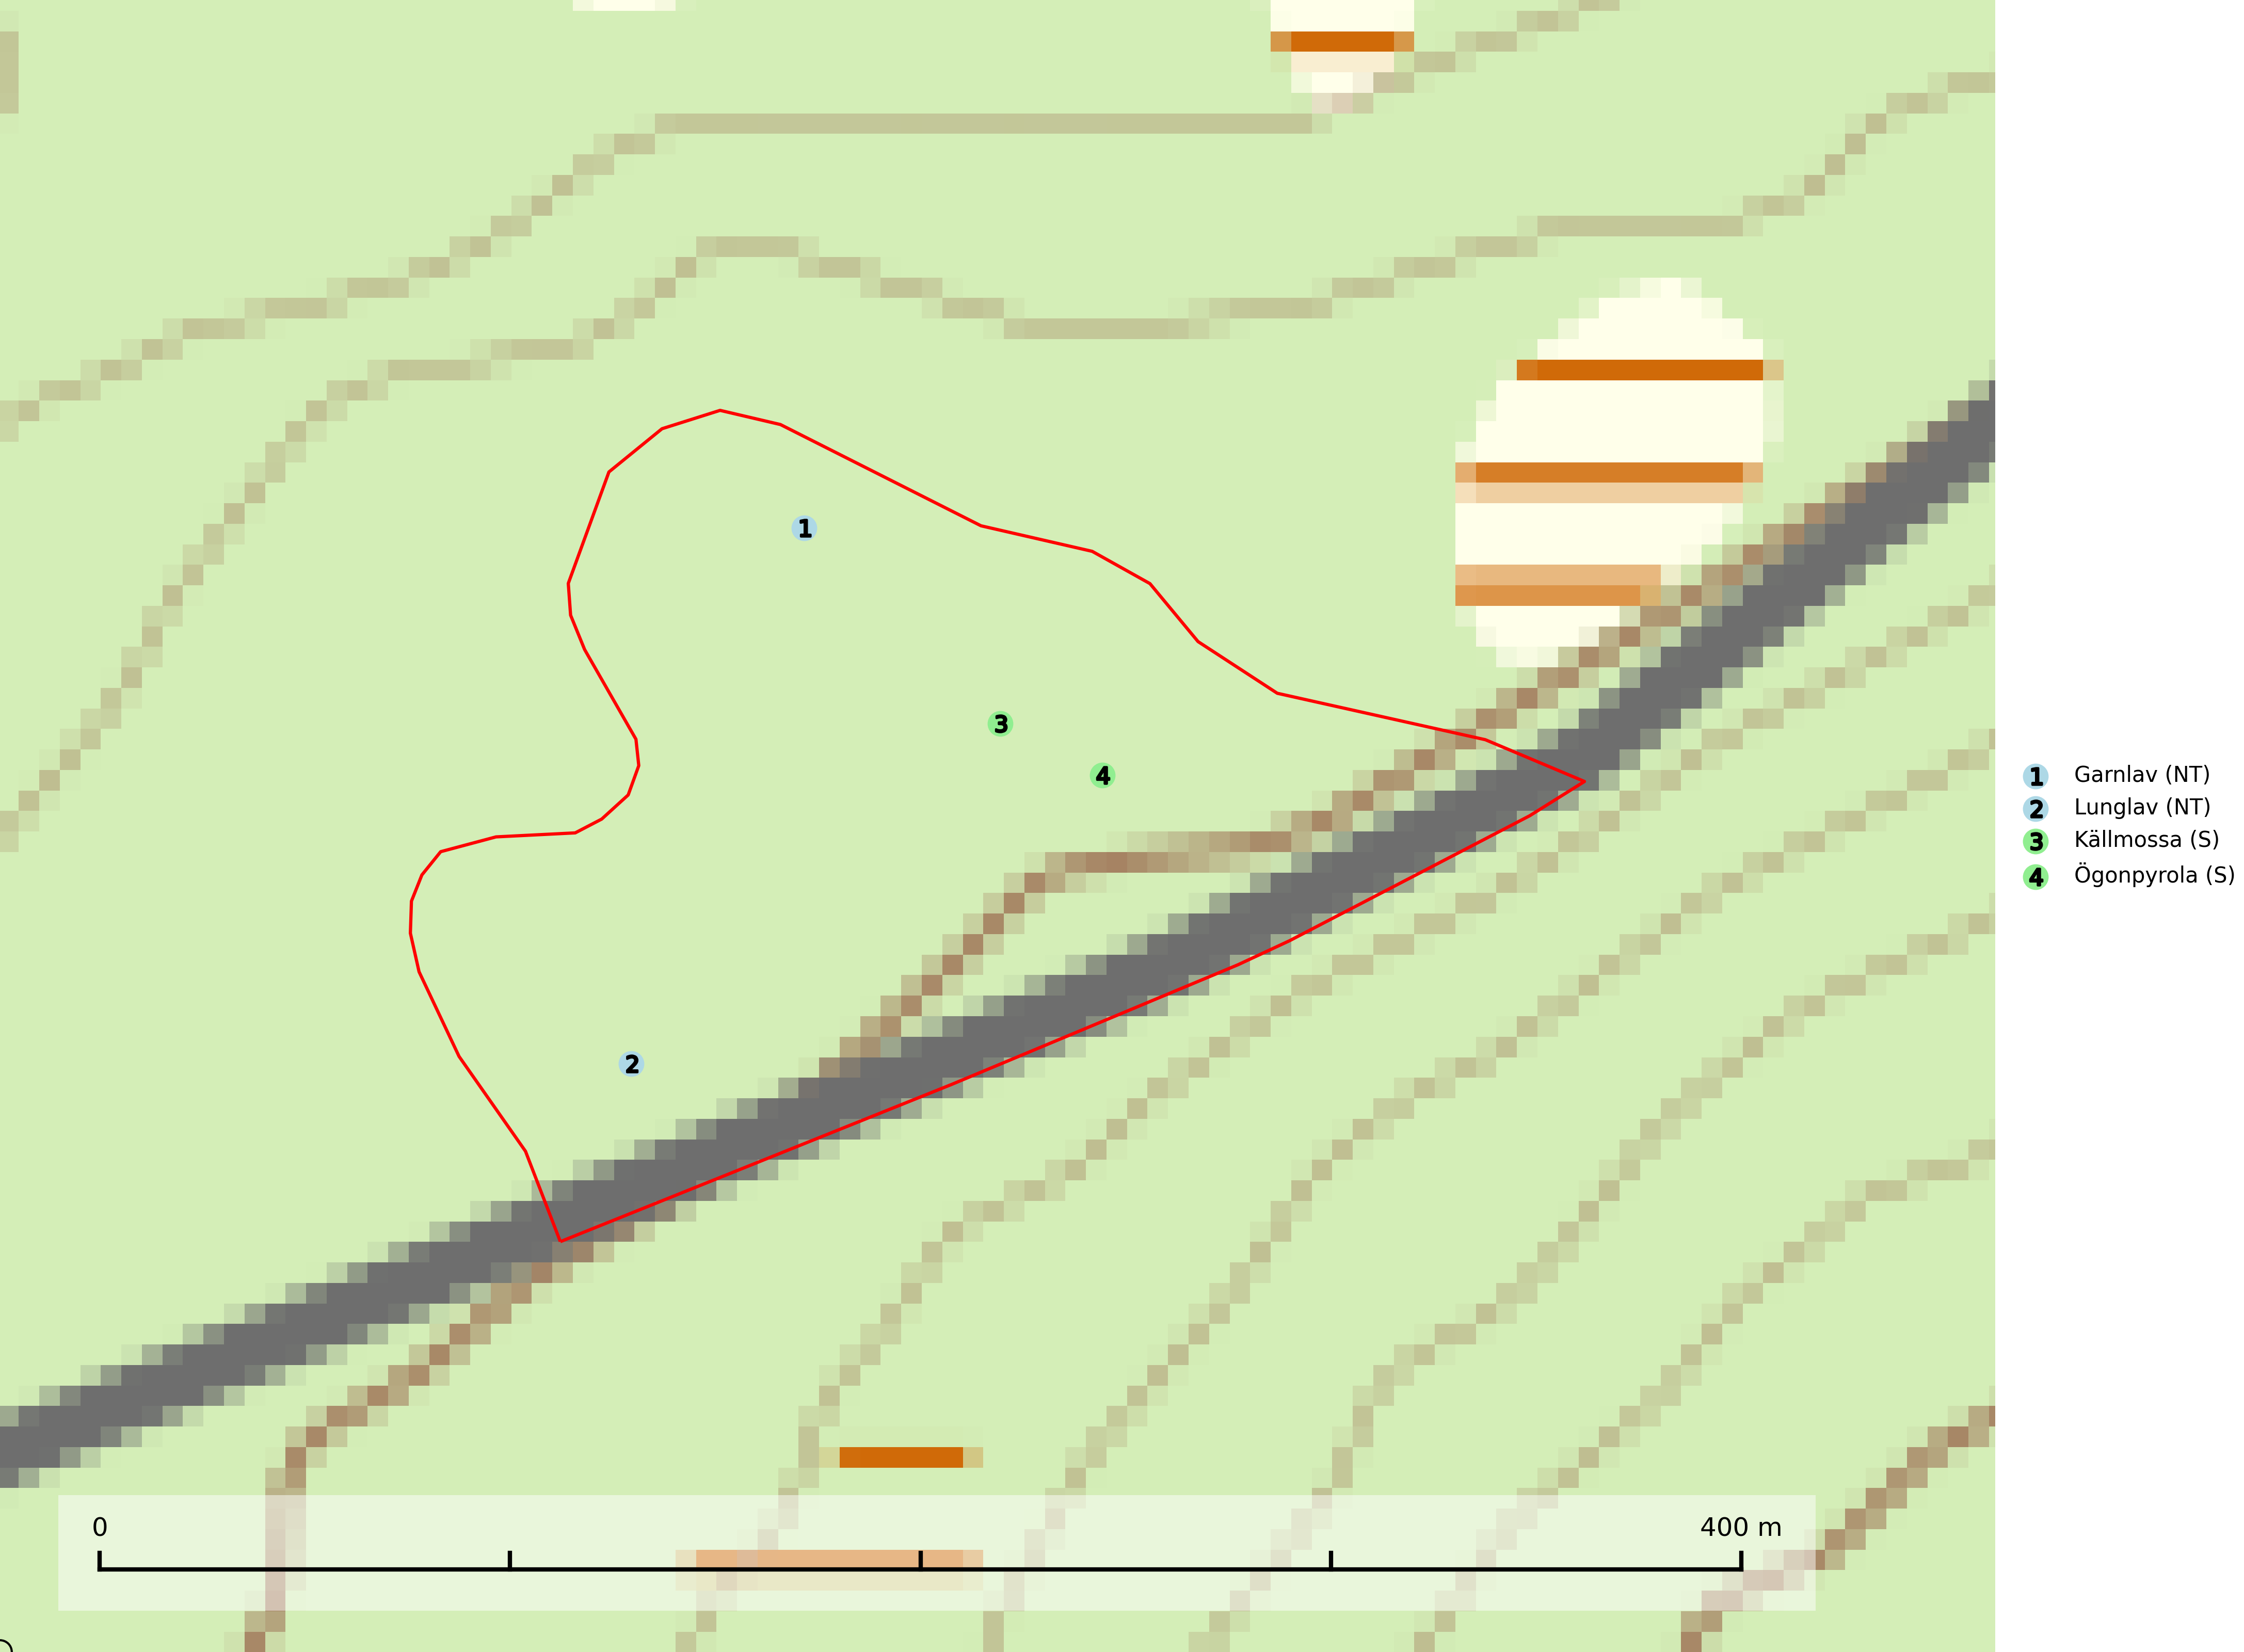 1
3
4
2
1 Garnlav (NT)
2 Lunglav (NT)
3 Källmossa (S)
4 Ögonpyrola (S)
0 400 m